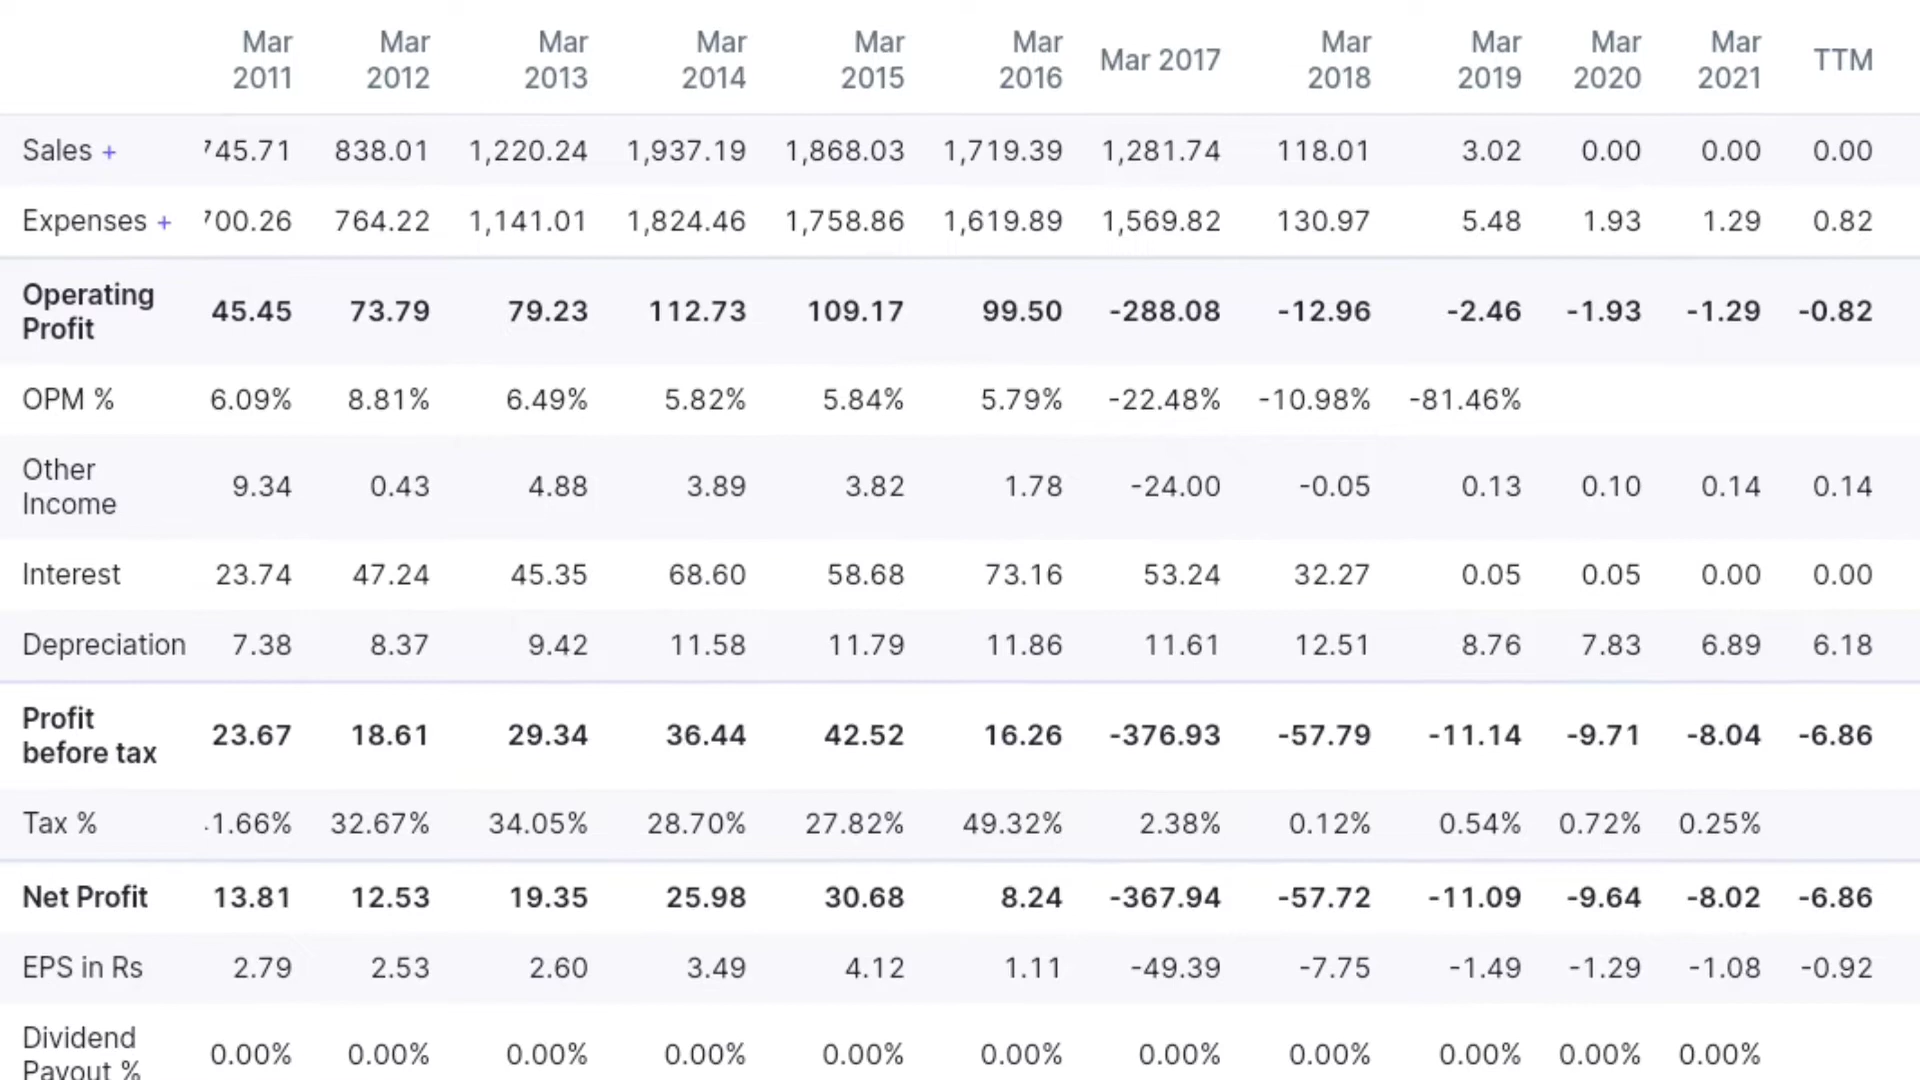 Mar 2011 Mar 2012 Mar 2013 Mar 2014 Mar 2015 Mar 2016 Mar 2017 Mar 2018 Mar 2019 Mar 2020 Mar 2021 TTM
Sales + 745.71 838.01 1,220.24 1,937.19 1,868.03 1,719.39 1,281.74 118.01 3.02 0.00 0.00 0.00
Expenses + 700.26 764.22 1,141.01 1,824.46 1,758.86 1,619.89 1,569.82 130.97 5.48 1.93 1.29 0.82
Operating Profit 45.45 73.79 79.23 112.73 109.17 99.50 -288.08 -12.96 -2.46 -1.93 -1.29 -0.82
OPM % 6.09% 8.81% 6.49% 5.82% 5.84% 5.79% -22.48% -10.98% -81.46%
Other Income 9.34 0.43 4.88 3.89 3.82 1.78 -24.00 -0.05 0.13 0.10 0.14 0.14
Interest 23.74 47.24 45.35 68.60 58.68 73.16 53.24 32.27 0.05 0.05 0.00 0.00
Depreciation 7.38 8.37 9.42 11.58 11.79 11.86 11.61 12.51 8.76 7.83 6.89 6.18
Profit before tax 23.67 18.61 29.34 36.44 42.52 16.26 -376.93 -57.79 -11.14 -9.71 -8.04 -6.86
Tax % 1.66% 32.67% 34.05% 28.70% 27.82% 49.32% 2.38% 0.12% 0.54% 0.72% 0.25%
Net Profit 13.81 12.53 19.35 25.98 30.68 8.24 -367.94 -57.72 -11.09 -9.64 -8.02 -6.86
EPS in Rs 2.79 2.53 2.60 3.49 4.12 1.11 -49.39 -7.75 -1.49 -1.29 -1.08 -0.92
Dividend Payout % 0.00% 0.00% 0.00% 0.00% 0.00% 0.00% 0.00% 0.00% 0.00% 0.00% 0.00%